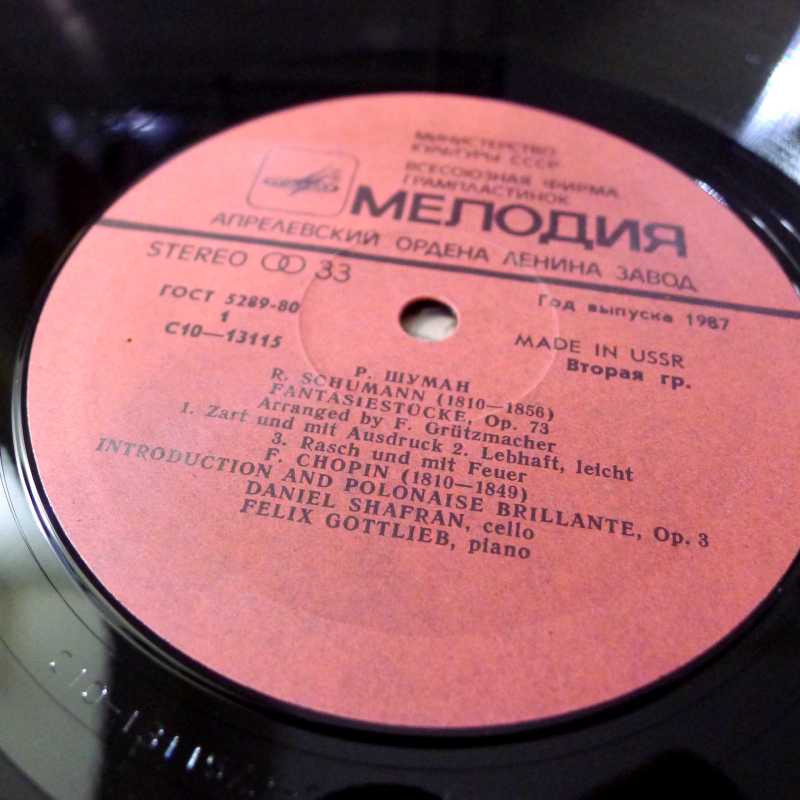 МИНИСТЕРСТВО
КУЛЬТУРЫ СССР
ВСЕСОЮЗНАЯ ФИРМА
ГРАМПЛАСТИНОК
МЕЛОДИЯ
АПРЕЛЕВСКИЙ ОРДЕНА ЛЕНИНА ЗАВОД
STEREO 33
ГОСТ 5289-80
1
С10—13115
Год выпуска 1987
MADE IN USSR
Вторая гр.
Р. ШУМАН
R. SCHUMANN (1810—1856)
FANTASIESTÜCKE, Op. 73
Arranged by F. Grützmacher
1. Zart und mit Ausdruck 2. Lebhaft, leicht
3. Rasch und mit Feuer
F. CHOPIN (1810—1849)
INTRODUCTION AND POLONAISE BRILLANTE, Op. 3
DANIEL SHAFRAN, cello
FELIX GOTTLIEB, piano